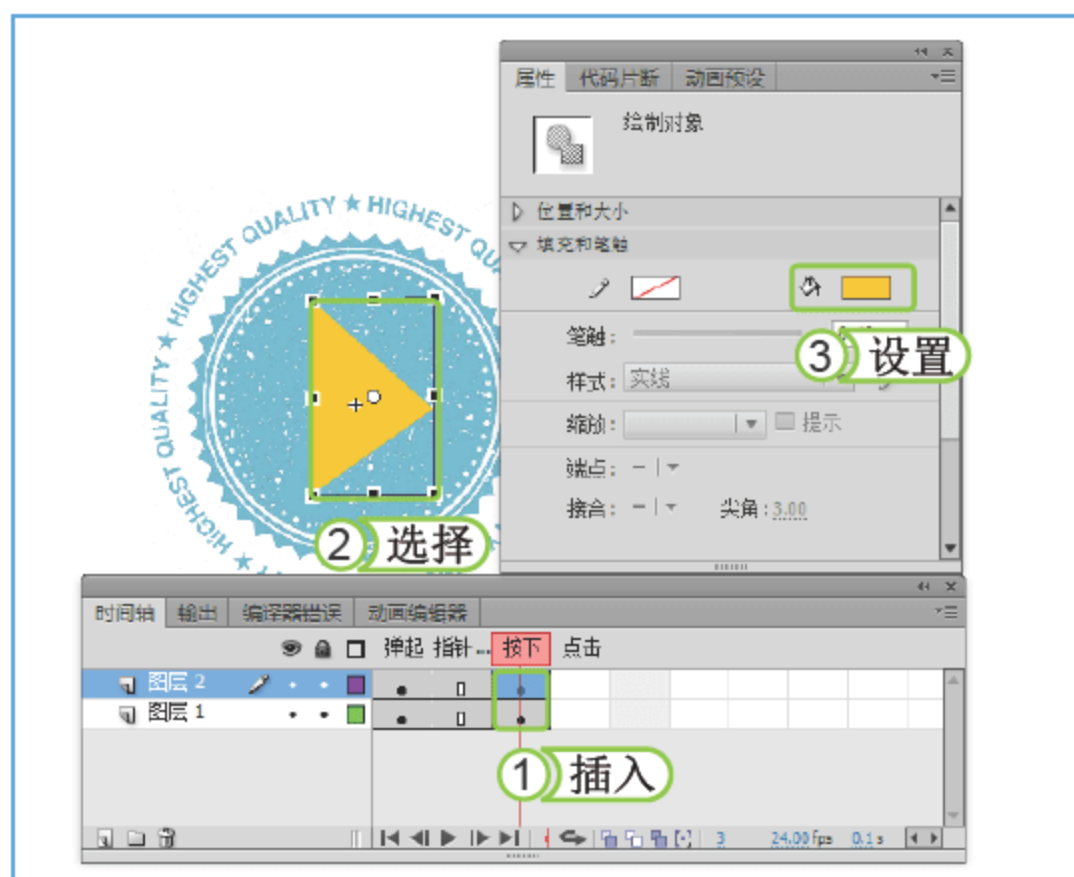 属性 代码片断 动画预设
绘制对象
位置和大小
填充和笔触
笔触：
③ 设置
样式： 实线
缩放： 提示
端点：
接合： 尖角：3.00
HIGHEST QUALITY ★ HIGHEST QUALITY ★ HIGHEST QU
② 选择
时间轴 输出 编译器错误 动画编辑器
弹起 指针... 按下 点击
图层 2
图层 1
① 插入
3 24.00 fps 0.1 s